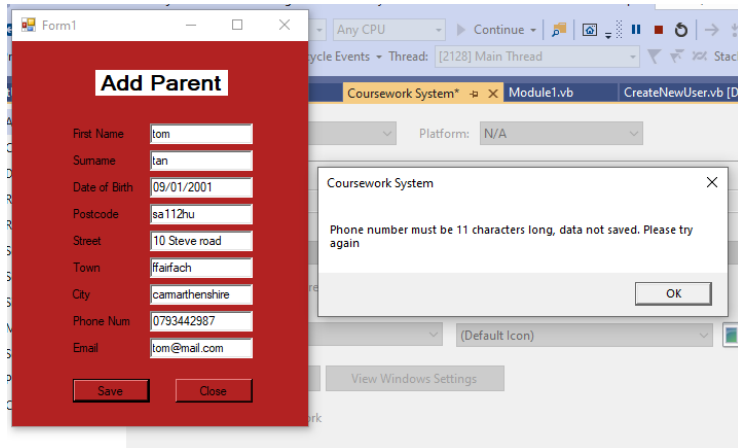 Form1
Any CPU
Continue
cycle Events
Thread:
[2128] Main Thread
Stac
Add Parent
Coursework System*
Module1.vb
CreateNewUser.vb [D
First Name
tom
Platform:
N/A
Surname
tan
Date of Birth
09/01/2001
Coursework System
Postcode
sa112hu
Street
10 Steve road
Phone number must be 11 characters long, data not saved. Please try
again
Town
ffairfach
City
carmarthenshire
OK
Phone Num
0793442987
(Default Icon)
Email
tom@mail.com
Save
Close
View Windows Settings